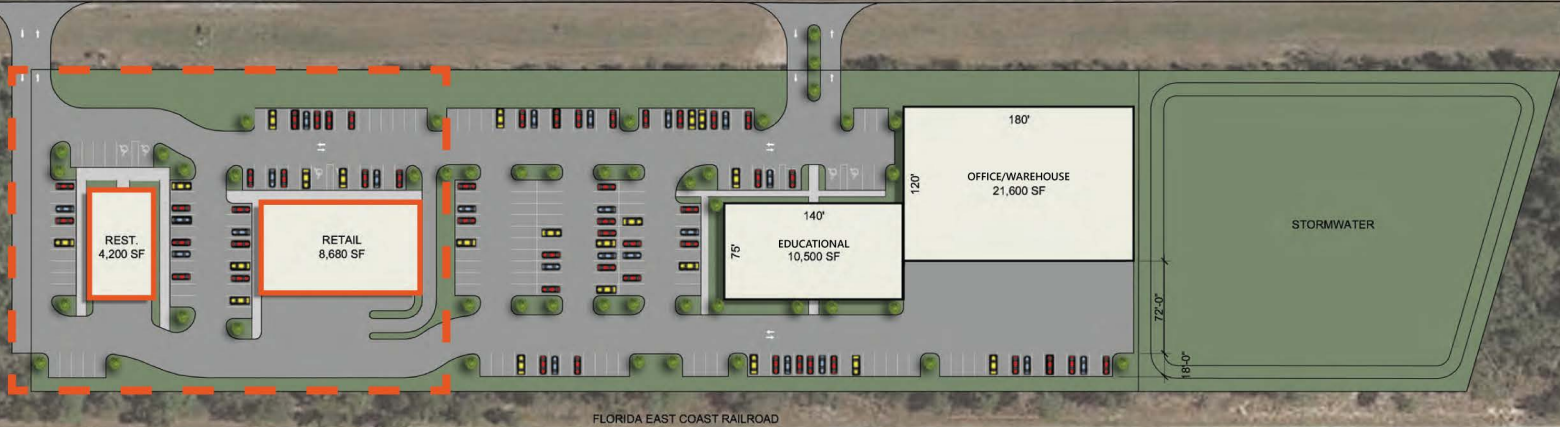 180'
OFFICE/WAREHOUSE
21,600 SF
120'
140'
EDUCATIONAL
10,500 SF
75'
REST.
4,200 SF
RETAIL
8,680 SF
STORMWATER
72'-0"
18'-0"
FLORIDA EAST COAST RAILROAD